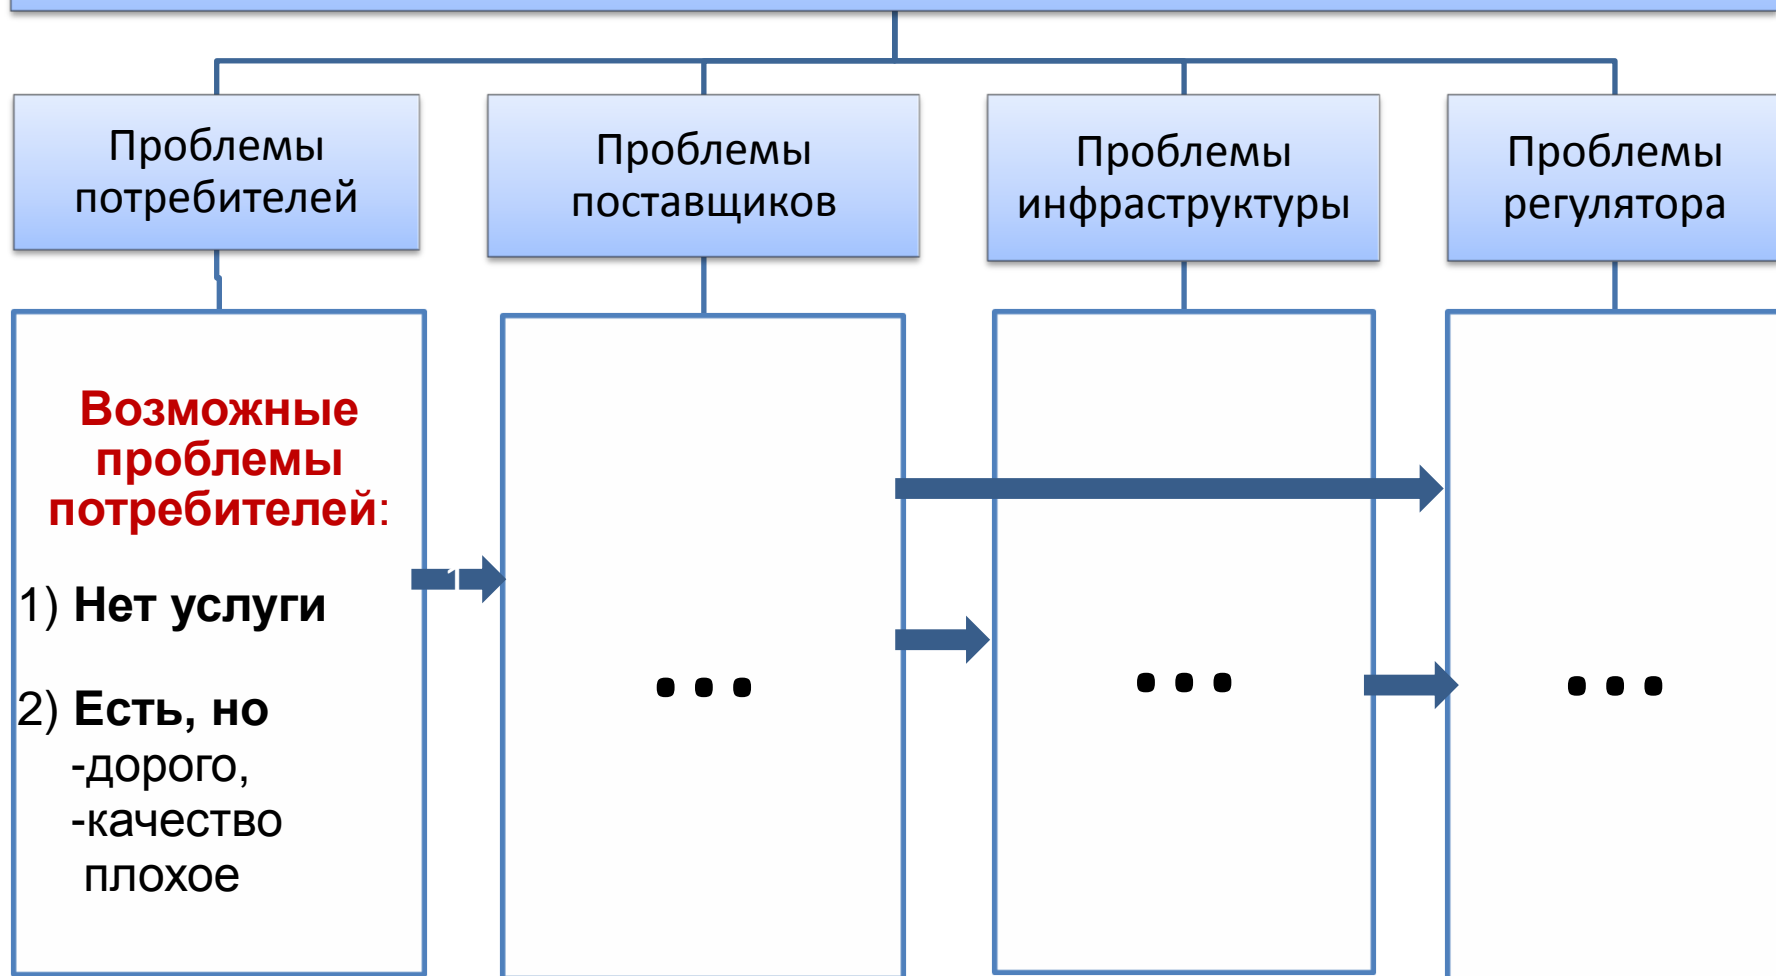 Проблемы
потребителей
Проблемы
поставщиков
Проблемы
инфраструктуры
Проблемы
регулятора
Возможные
проблемы
потребителей:
1) Нет услуги
2) Есть, но
-дорого,
-качество
плохое
1
...
...
...